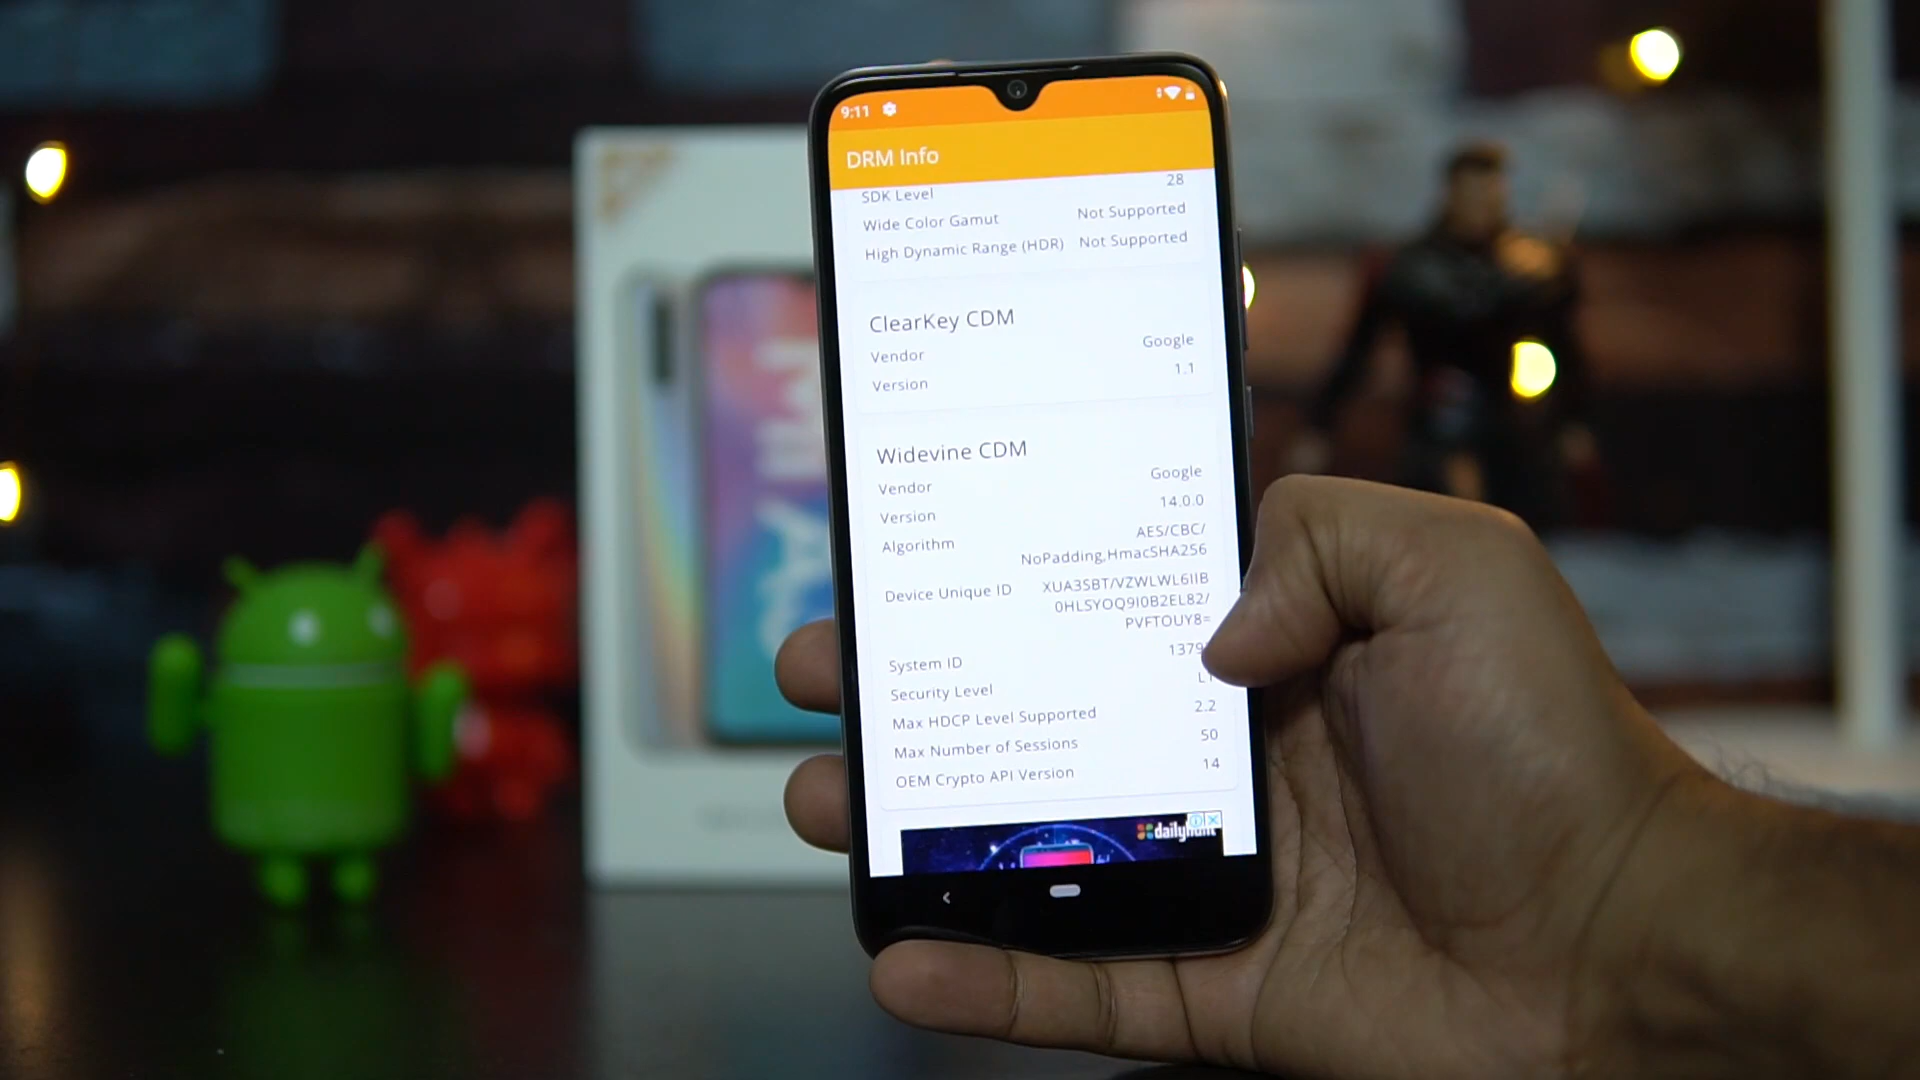 9:11
DRM Info
SDK Level 28
Wide Color Gamut Not Supported
High Dynamic Range (HDR) Not Supported
ClearKey CDM
Vendor Google
Version 1.1
Widevine CDM
Vendor Google
Version 14.0.0
Algorithm AES/CBC/
NoPadding,HmacSHA256
Device Unique ID XUA3SBT/VZWLWL6IIB
0HLSYOQ9I0B2EL82/
PVFTOUY8=
System ID 1379
Security Level L1
Max HDCP Level Supported 2.2
Max Number of Sessions 50
OEM Crypto API Version 14
dailyhunt